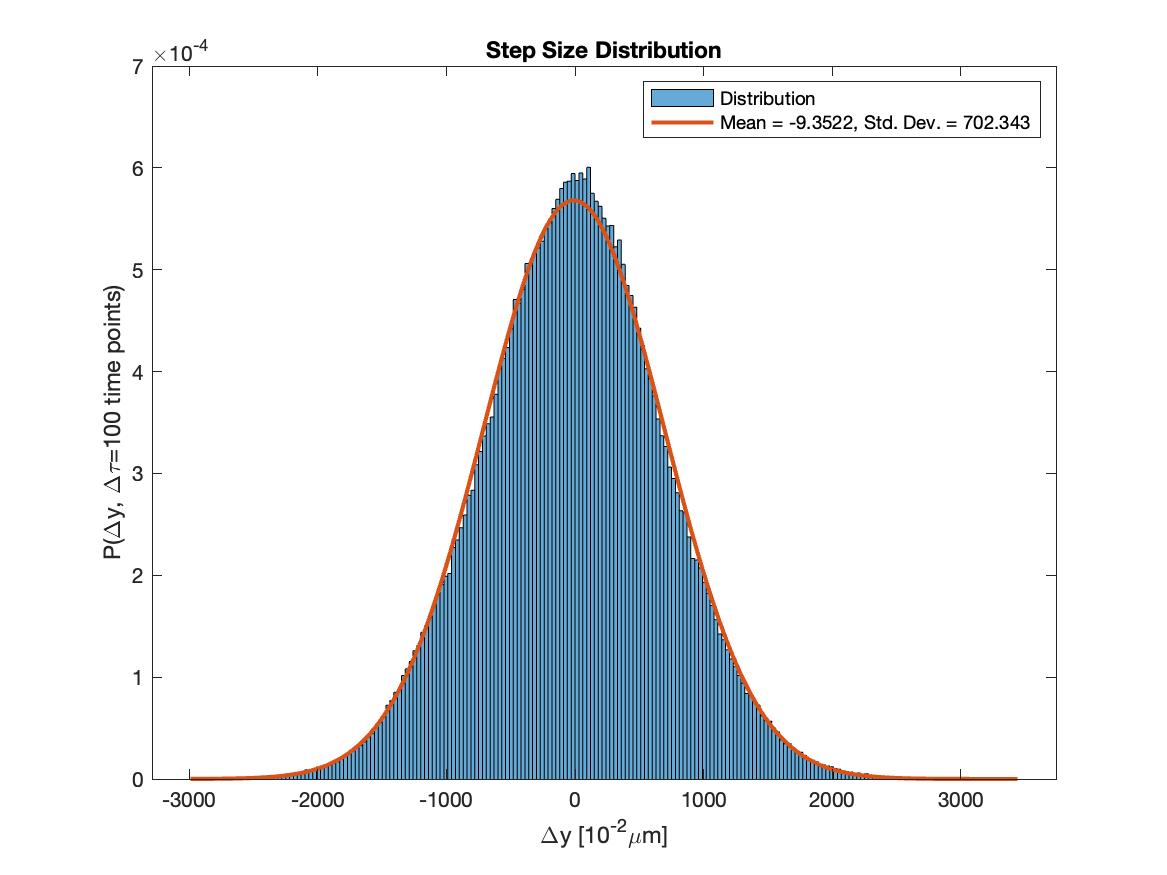 Step Size Distribution
×10⁻⁴
Distribution
Mean = -9.3522, Std. Dev. = 702.343
7
6
5
4
3
2
1
0
P(Δy, Δτ=100 time points)
-3000 -2000 -1000 0 1000 2000 3000
Δy [10⁻²μm]